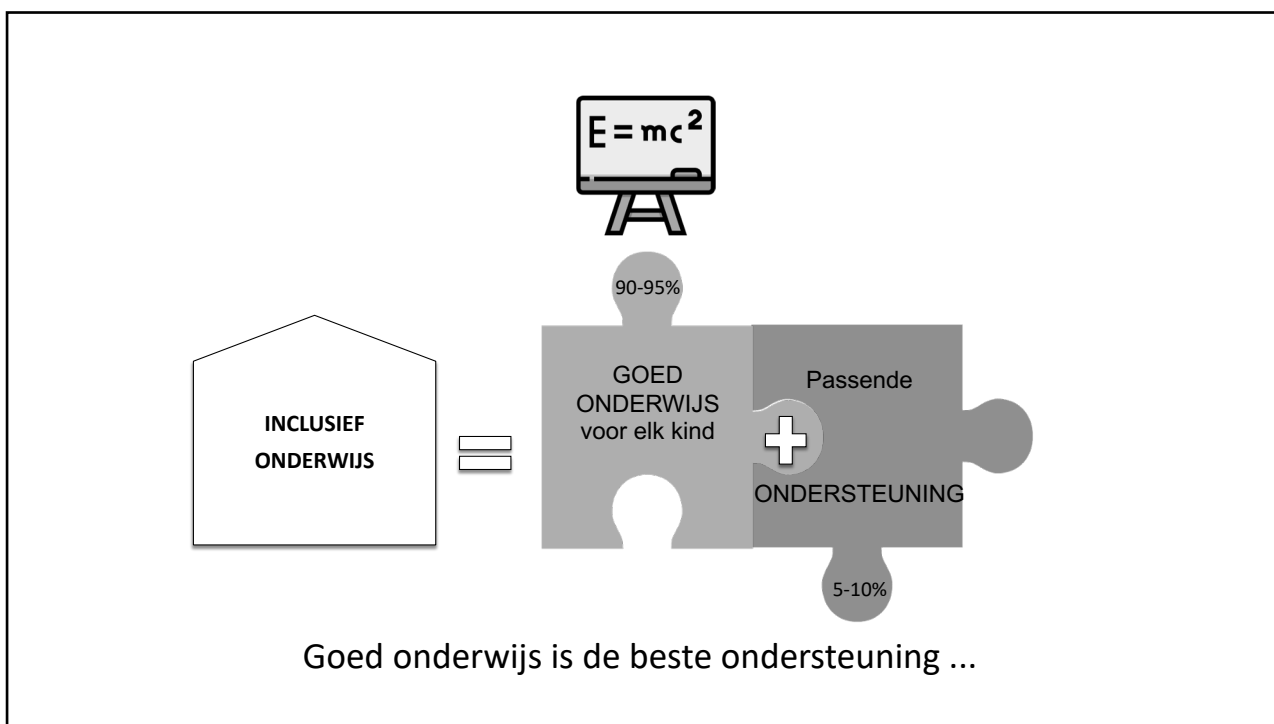 E = mc²
90-95%
GOED
ONDERWIJS
voor elk kind
Passende
+
ONDERSTEUNING
INCLUSIEF
ONDERWIJS
=
5-10%
Goed onderwijs is de beste ondersteuning ...